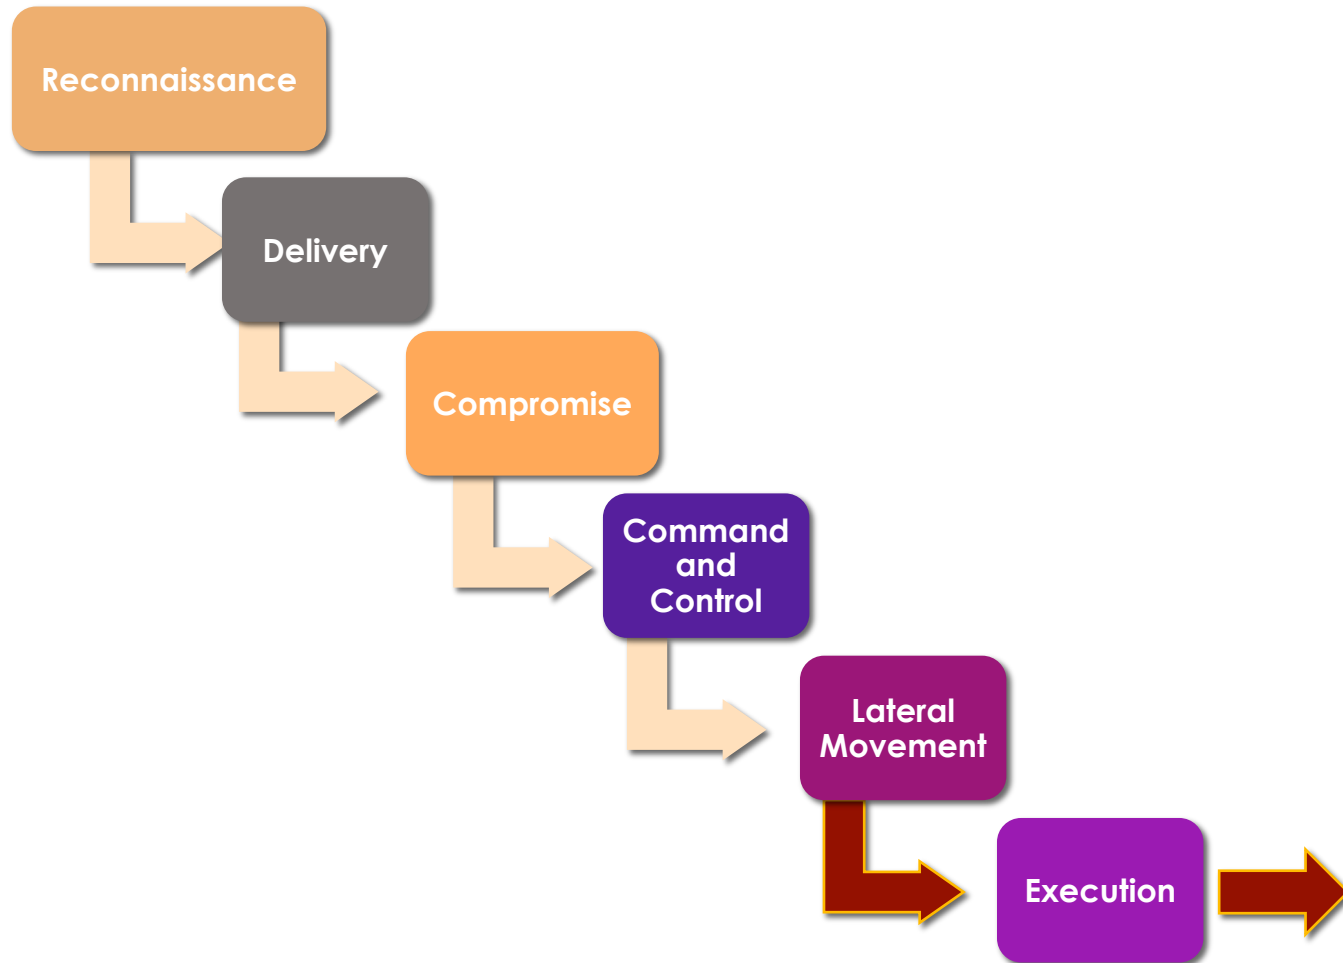 Reconnaissance
Delivery
Compromise
Command
and
Control
Lateral
Movement
Execution